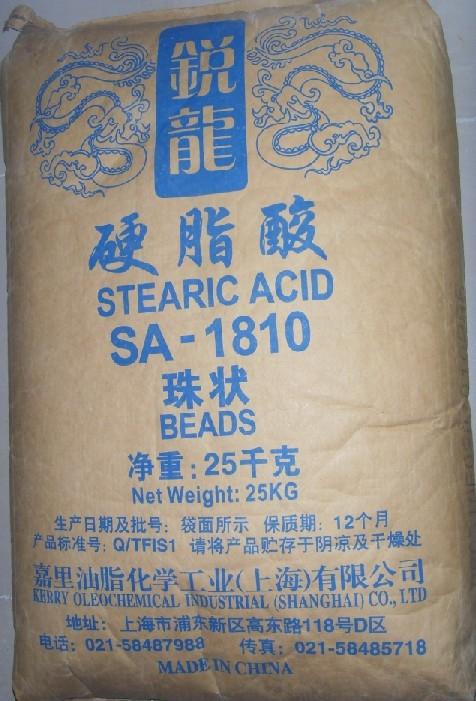 鋭龍
硬脂酸
STEARIC ACID
SA-1810
珠状
BEADS
净重:25千克
Net Weight: 25KG
生产日期及批号: 袋面所示 保质期: 12个月
产品标准号: Q/TFIS1 请将产品贮存于阴凉及干燥处
嘉里油脂化学工业(上海)有限公司
KERRY OLEOCHEMICAL INDUSTRIAL (SHANGHAI) CO., LTD
地址: 上海市浦东新区高东路118号D区
电话: 021-58487988 传真: 021-58485718
MADE IN CHINA